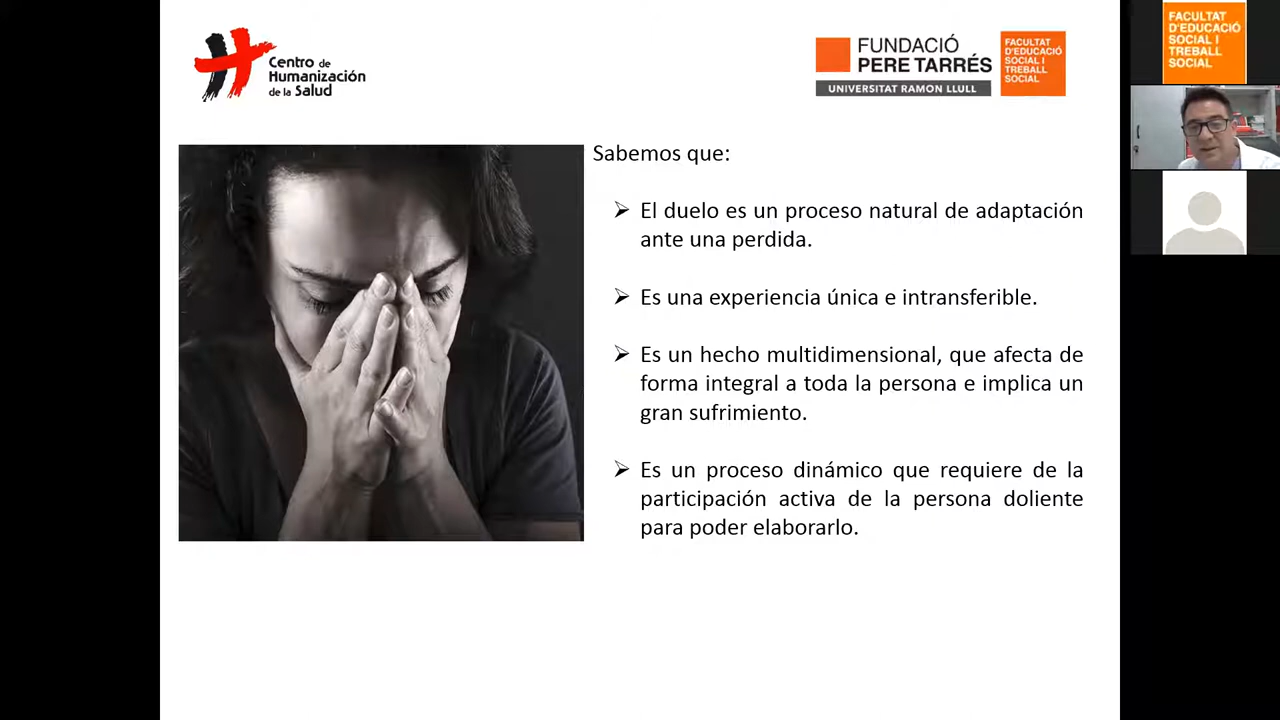 Centro de
Humanización
de la Salud
FUNDACIÓ
PERE TARRÉS
UNIVERSITAT RAMON LLULL
FACULTAT
D'EDUCACIÓ
SOCIAL I
TREBALL
SOCIAL
FACULTAT
D'EDUCACIÓ
SOCIAL I
TREBALL
SOCIAL
Sabemos que:
El duelo es un proceso natural de adaptación
ante una perdida.
Es una experiencia única e intransferible.
Es un hecho multidimensional, que afecta de
forma integral a toda la persona e implica un
gran sufrimiento.
Es un proceso dinámico que requiere de la
participación activa de la persona doliente
para poder elaborarlo.